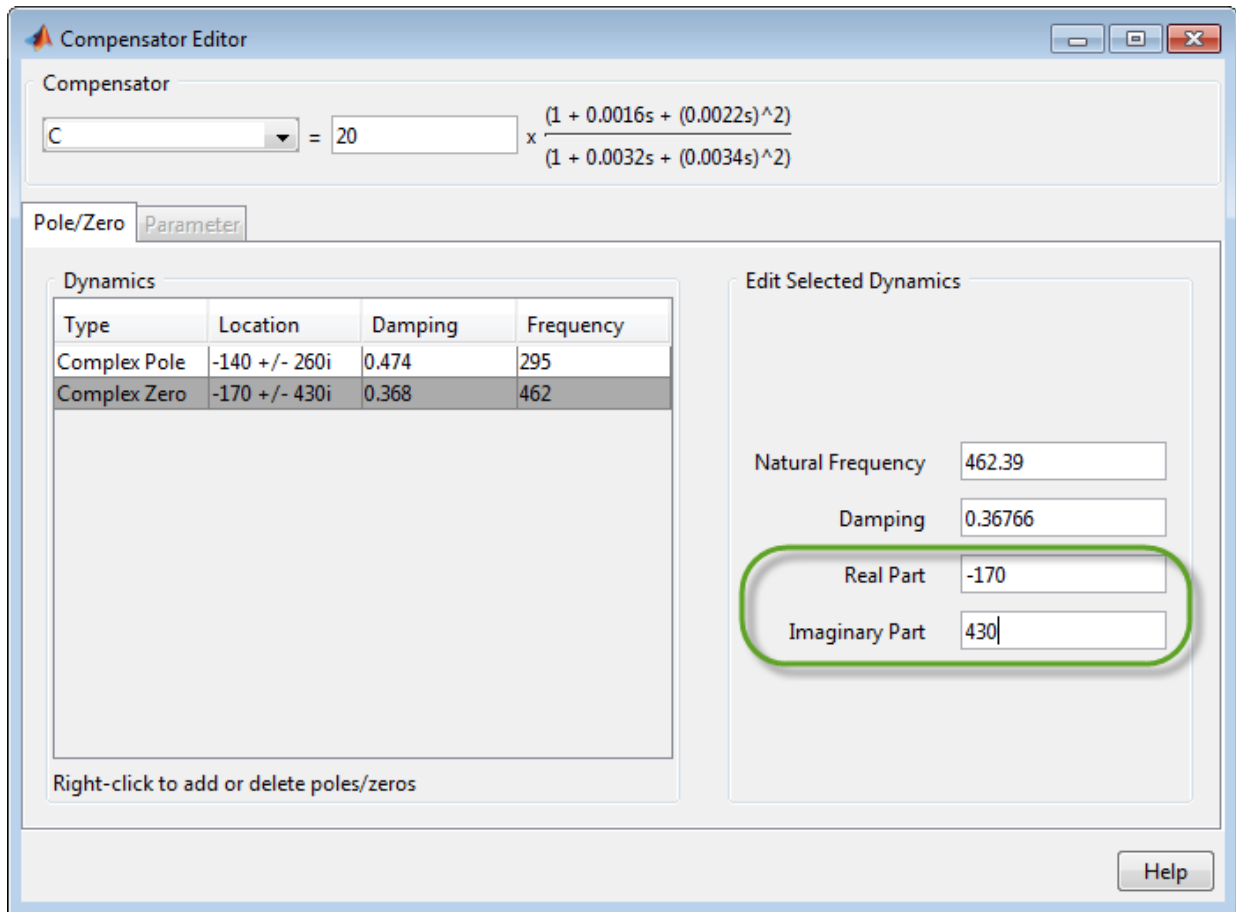 Compensator Editor
Compensator
C = 20 x (1 + 0.0016s + (0.0022s)^2)
(1 + 0.0032s + (0.0034s)^2)
Pole/Zero Parameter
Dynamics
Type Location Damping Frequency
Complex Pole -140 +/- 260i 0.474 295
Complex Zero -170 +/- 430i 0.368 462
Right-click to add or delete poles/zeros
Edit Selected Dynamics
Natural Frequency 462.39
Damping 0.36766
Real Part -170
Imaginary Part 430
Help